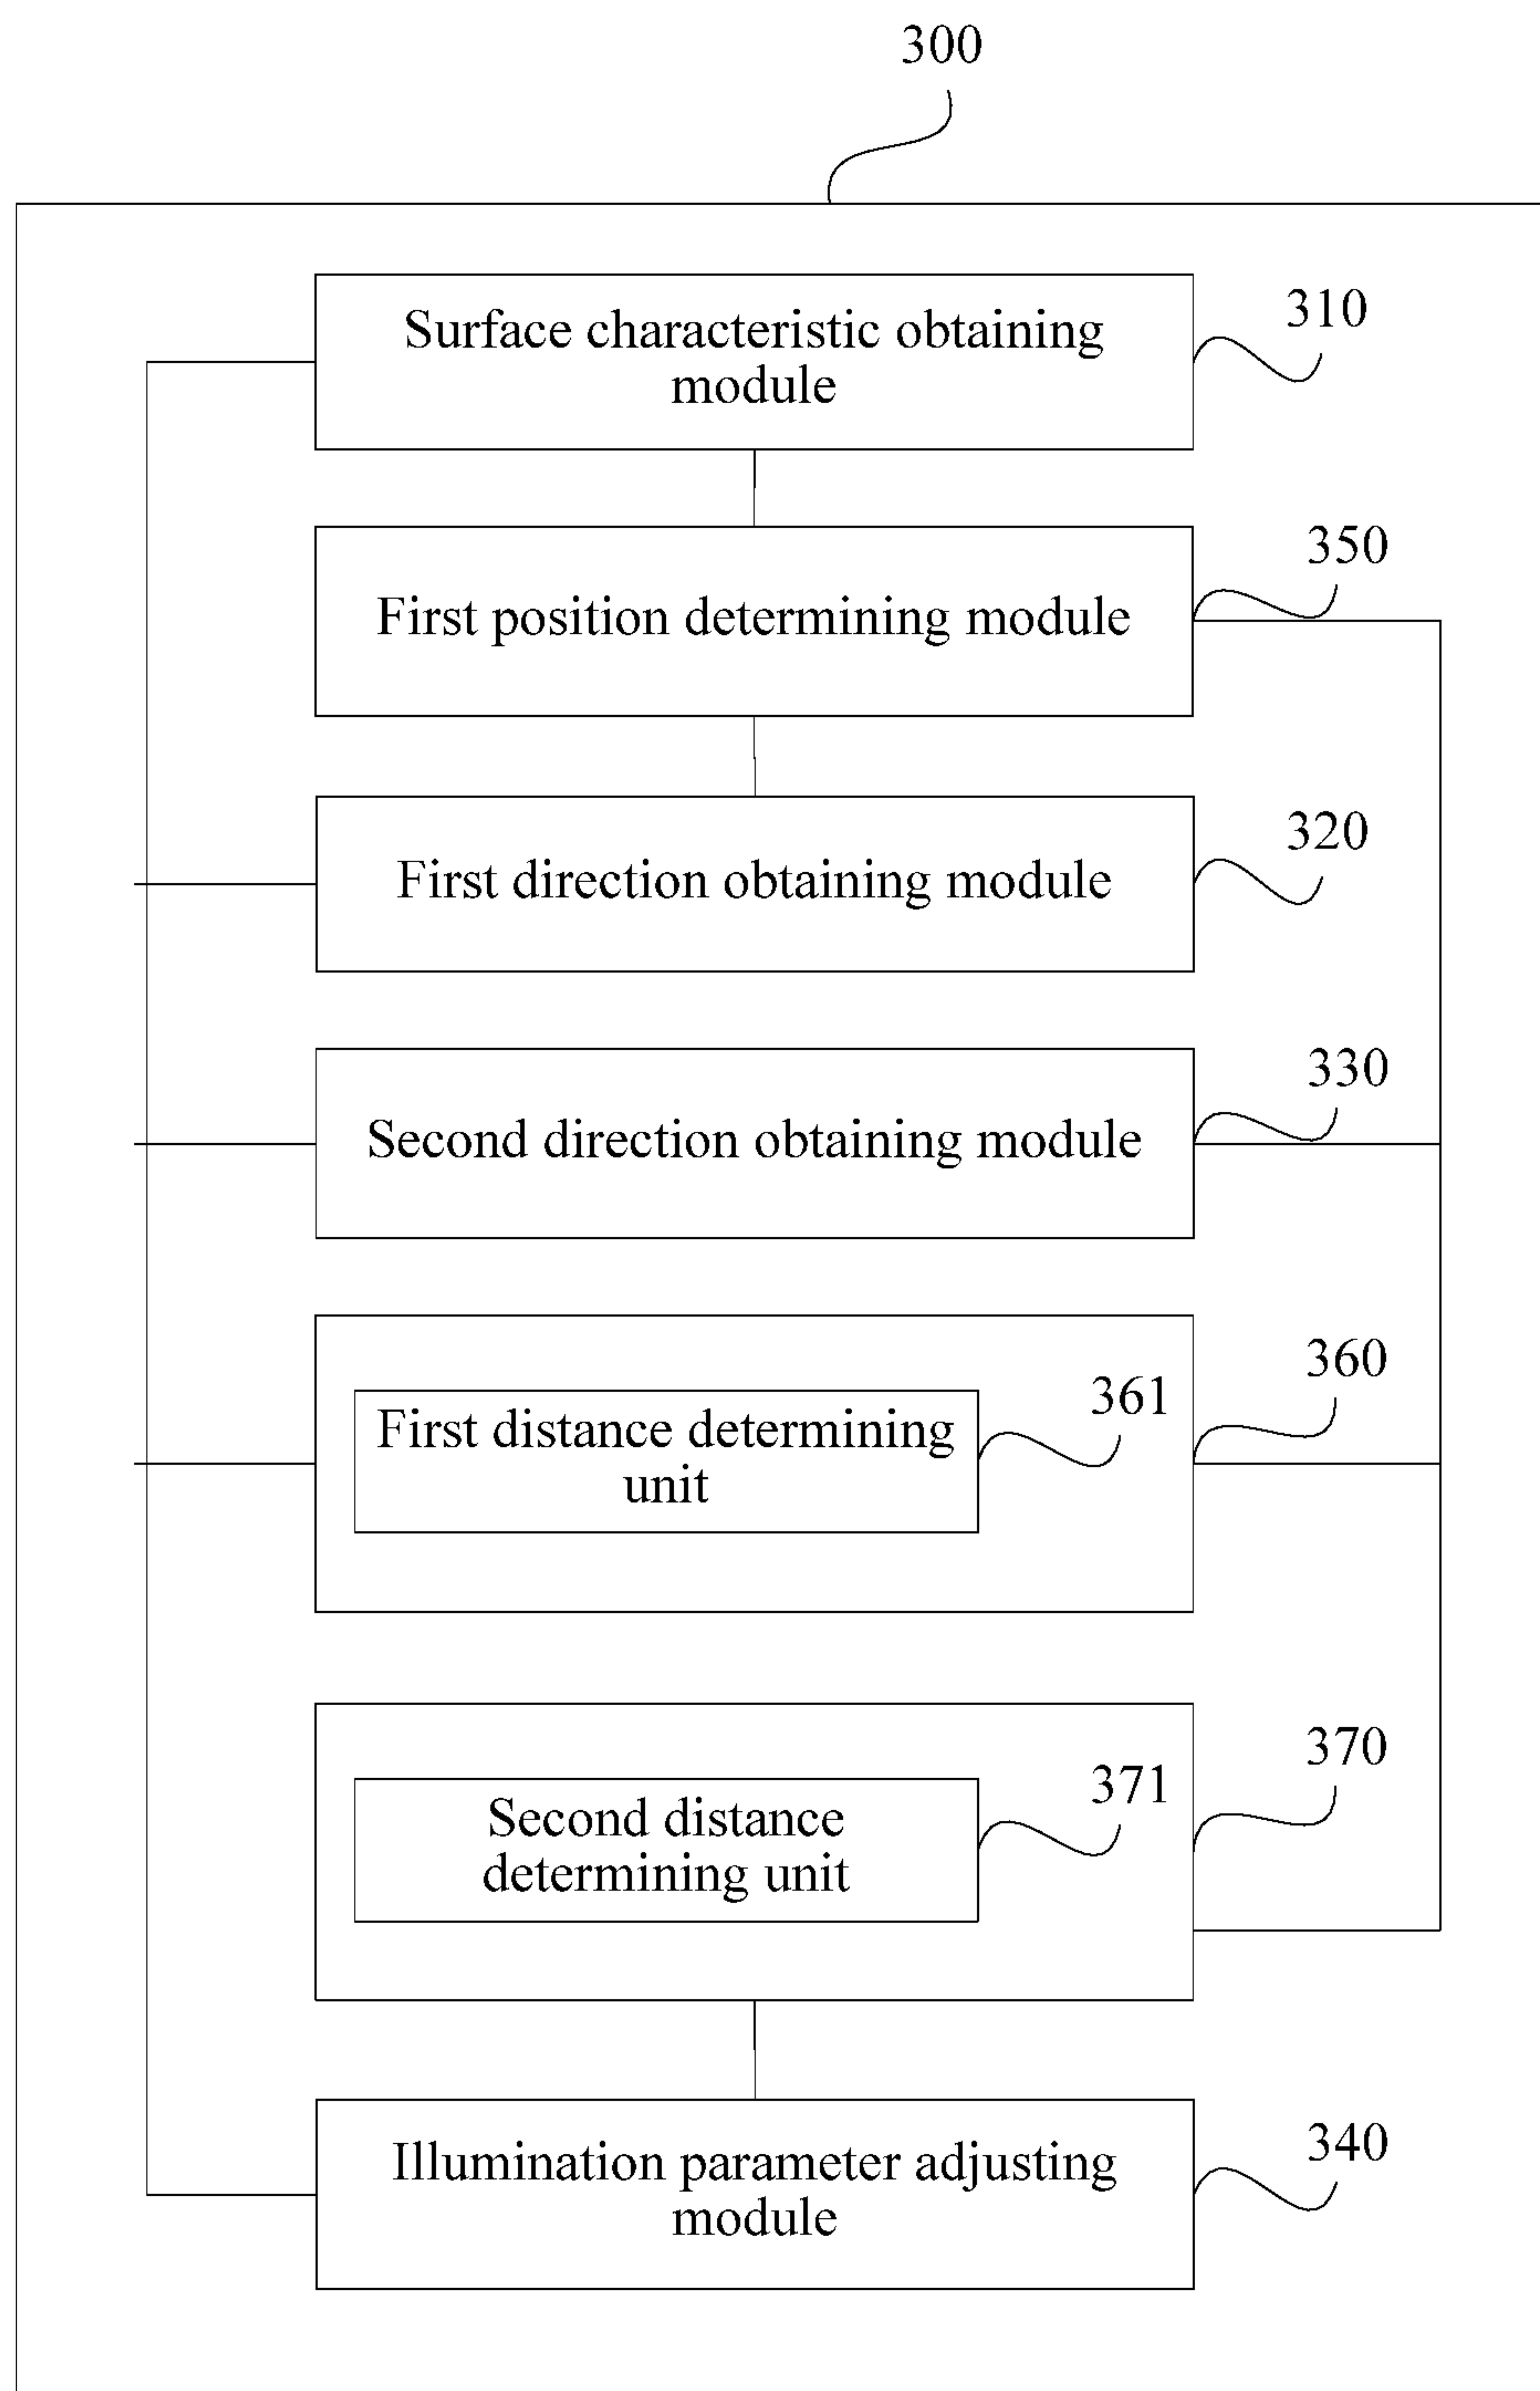 300
Surface characteristic obtaining
module
310
First position determining module
350
First direction obtaining module
320
Second direction obtaining module
330
360
First distance determining
unit
361
370
Second distance
determining unit
371
Illumination parameter adjusting
module
340